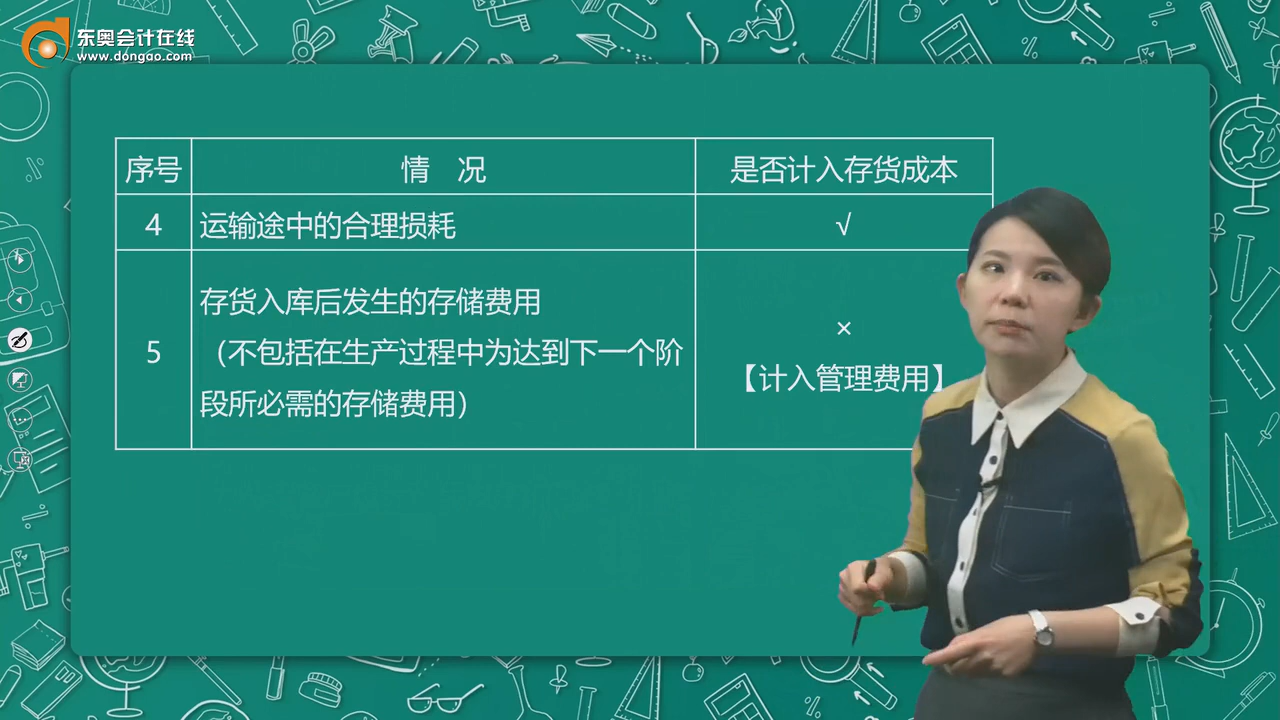 东奥会计在线
www.dongao.com
序号 情 况 是否计入存货成本
4 运输途中的合理损耗 √
存货入库后发生的存储费用
5 （不包括在生产过程中为达到下一个阶
段所必需的存储费用）
×
【计入管理费用】